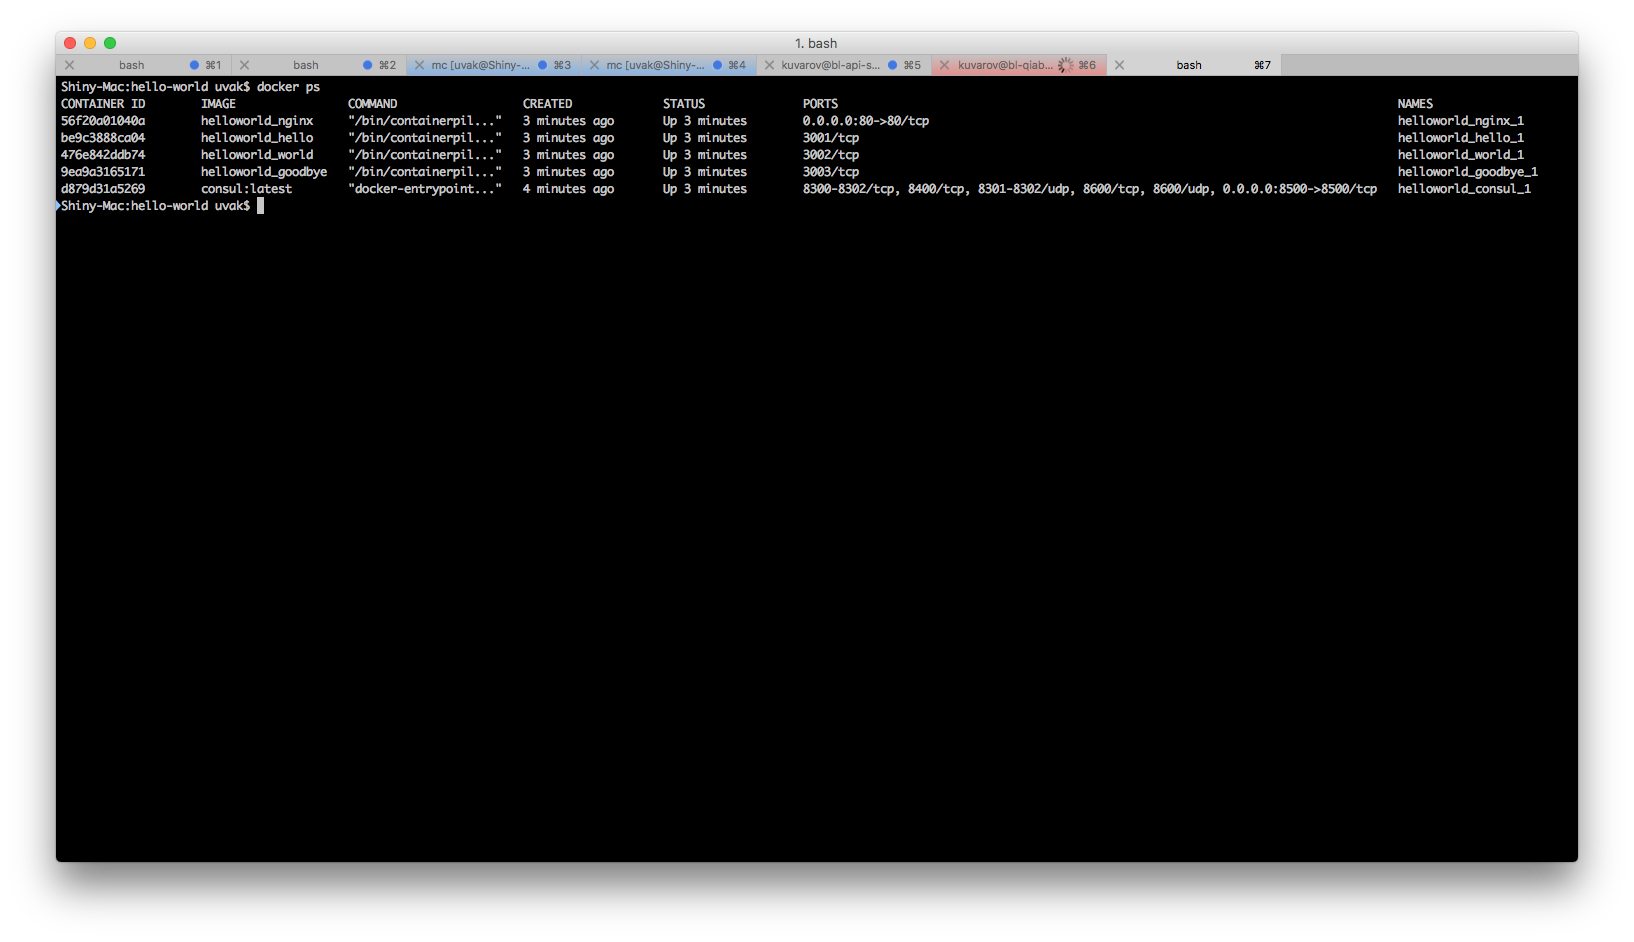 1. bash
bash ⌘1 bash ⌘2 mc [uvak@Shiny-... ⌘3 mc [uvak@Shiny-... ⌘4 kuvarov@bl-api-s... ⌘5 kuvarov@bl-qiab... ⌘6 bash ⌘7
Shiny-Mac:hello-world uvak$ docker ps
CONTAINER ID IMAGE COMMAND CREATED STATUS PORTS NAMES
56f20a01040a helloworld_nginx "/bin/containerpil..." 3 minutes ago Up 3 minutes 0.0.0.0:80->80/tcp helloworld_nginx_1
be9c3888ca04 helloworld_hello "/bin/containerpil..." 3 minutes ago Up 3 minutes 3001/tcp helloworld_hello_1
476e842ddb74 helloworld_world "/bin/containerpil..." 3 minutes ago Up 3 minutes 3002/tcp helloworld_world_1
9ea9a3165171 helloworld_goodbye "/bin/containerpil..." 3 minutes ago Up 3 minutes 3003/tcp helloworld_goodbye_1
d879d31a5269 consul:latest "docker-entrypoint..." 4 minutes ago Up 3 minutes 8300-8302/tcp, 8400/tcp, 8301-8302/udp, 8600/tcp, 8600/udp, 0.0.0.0:8500->8500/tcp helloworld_consul_1
Shiny-Mac:hello-world uvak$